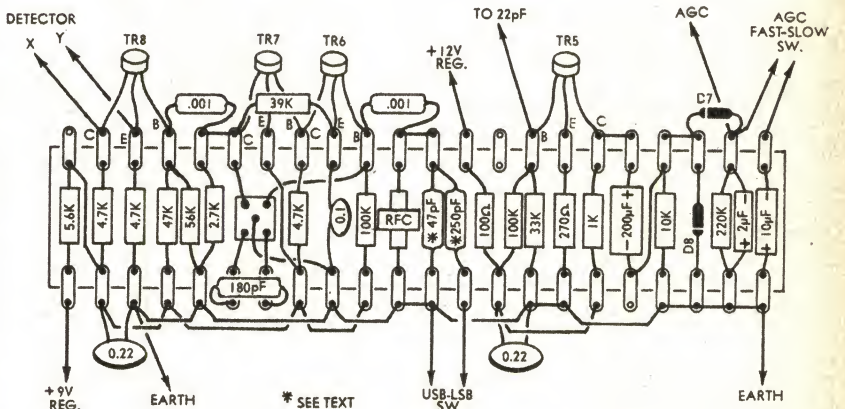 DETECTOR
X
Y
TR8
TR7
TR6
+12V
REG.
TO 22pF
TR5
AGC
AGC
FAST-SLOW
SW.
.001
39K
.001
D7
C
E
B
C
E
B
C
E
B
B
E
C
5.6K
4.7K
4.7K
47K
56K
2.7K
4.7K
0.1
100K
RFC
* 47pF
*250pF
100Ω
100K
33K
270Ω
1K
-200μF+
10K
D8
220K
+ 2μF -
+ 10μF -
180pF
0.22
0.22
+9V
REG.
EARTH
* SEE TEXT
USB-LSB
SW.
EARTH